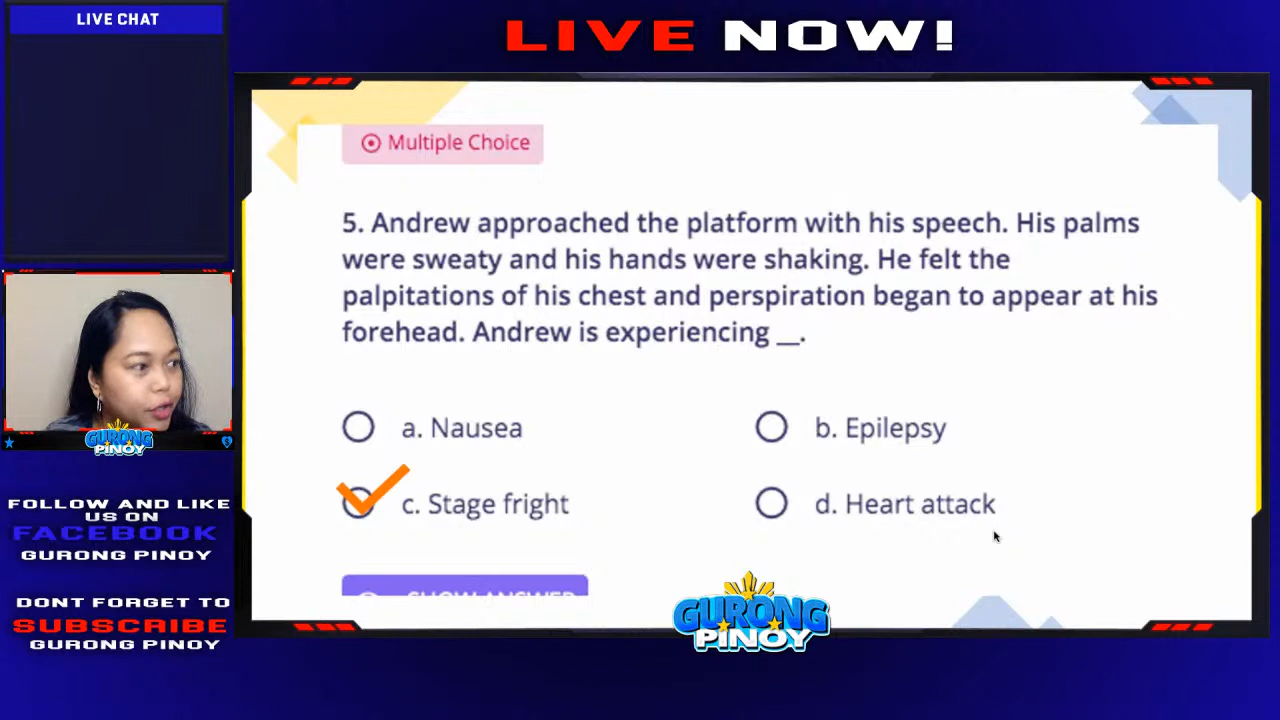 LIVE CHAT
LIVE NOW!
Multiple Choice
5. Andrew approached the platform with his speech. His palms
were sweaty and his hands were shaking. He felt the
palpitations of his chest and perspiration began to appear at his
forehead. Andrew is experiencing __.
a. Nausea
b. Epilepsy
c. Stage fright
d. Heart attack
SHOW ANSWER
GURONG
PINOY
GURONG
PINOY
FOLLOW AND LIKE
US ON
FACEBOOK
GURONG PINOY
DONT FORGET TO
SUBSCRIBE
GURONG PINOY